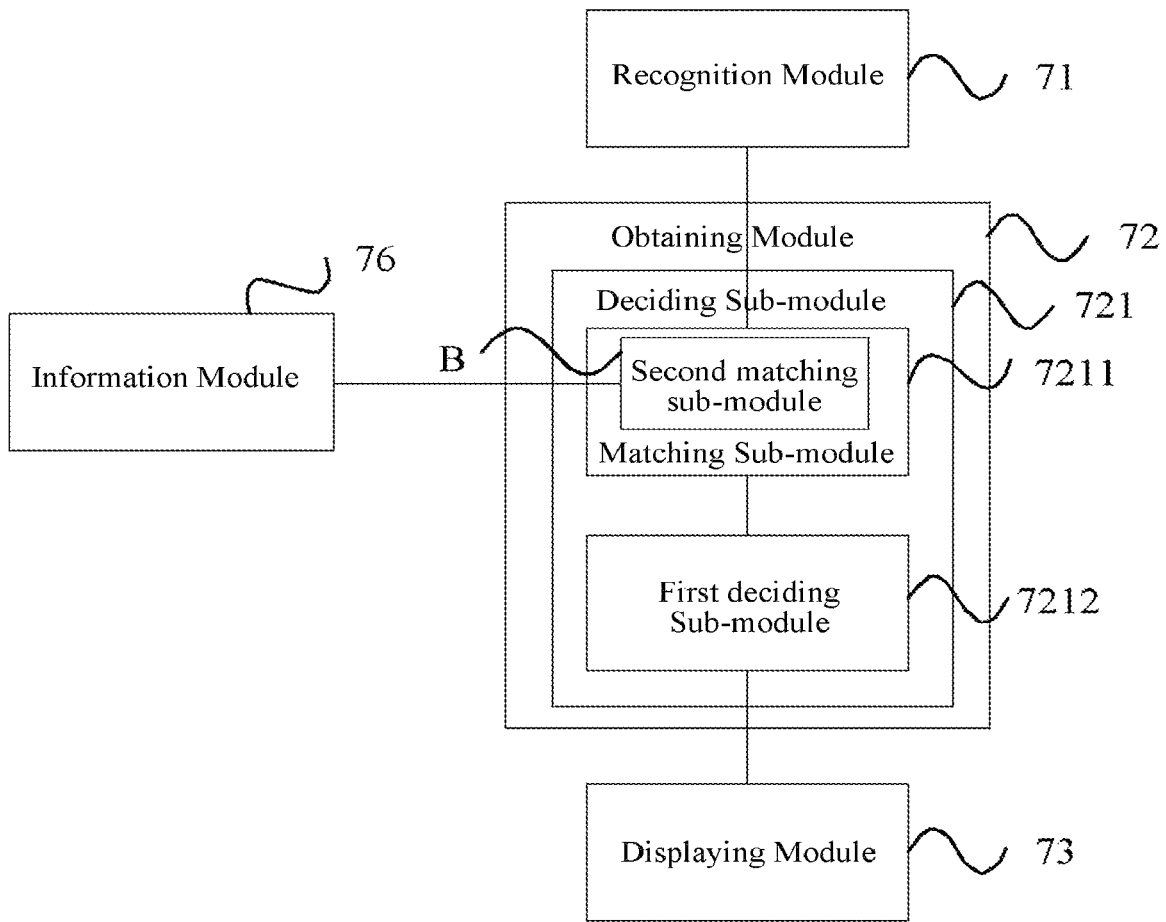 Recognition Module
71
Obtaining Module
72
76
Deciding Sub-module
721
Information Module
B
Second matching
sub-module
7211
Matching Sub-module
First deciding
Sub-module
7212
Displaying Module
73